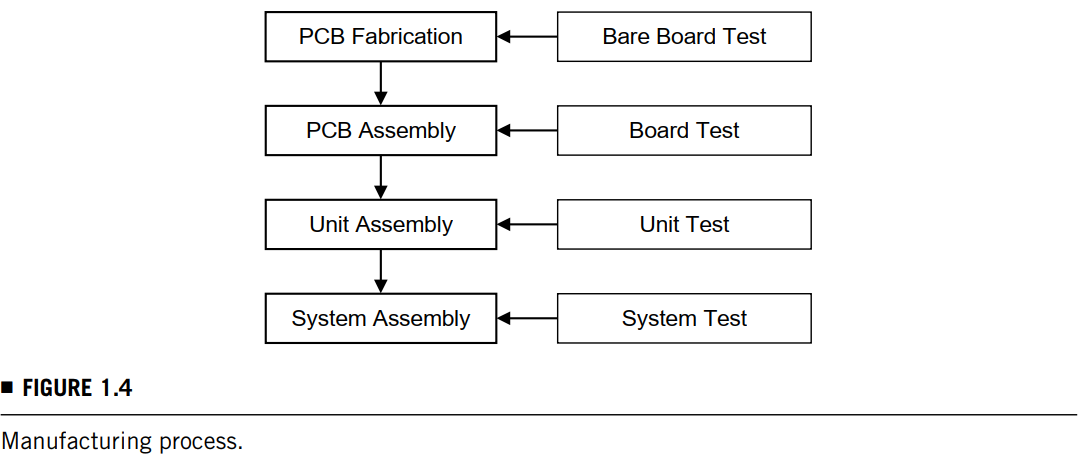 PCB Fabrication
Bare Board Test
PCB Assembly
Board Test
Unit Assembly
Unit Test
System Assembly
System Test
■ FIGURE 1.4
Manufacturing process.